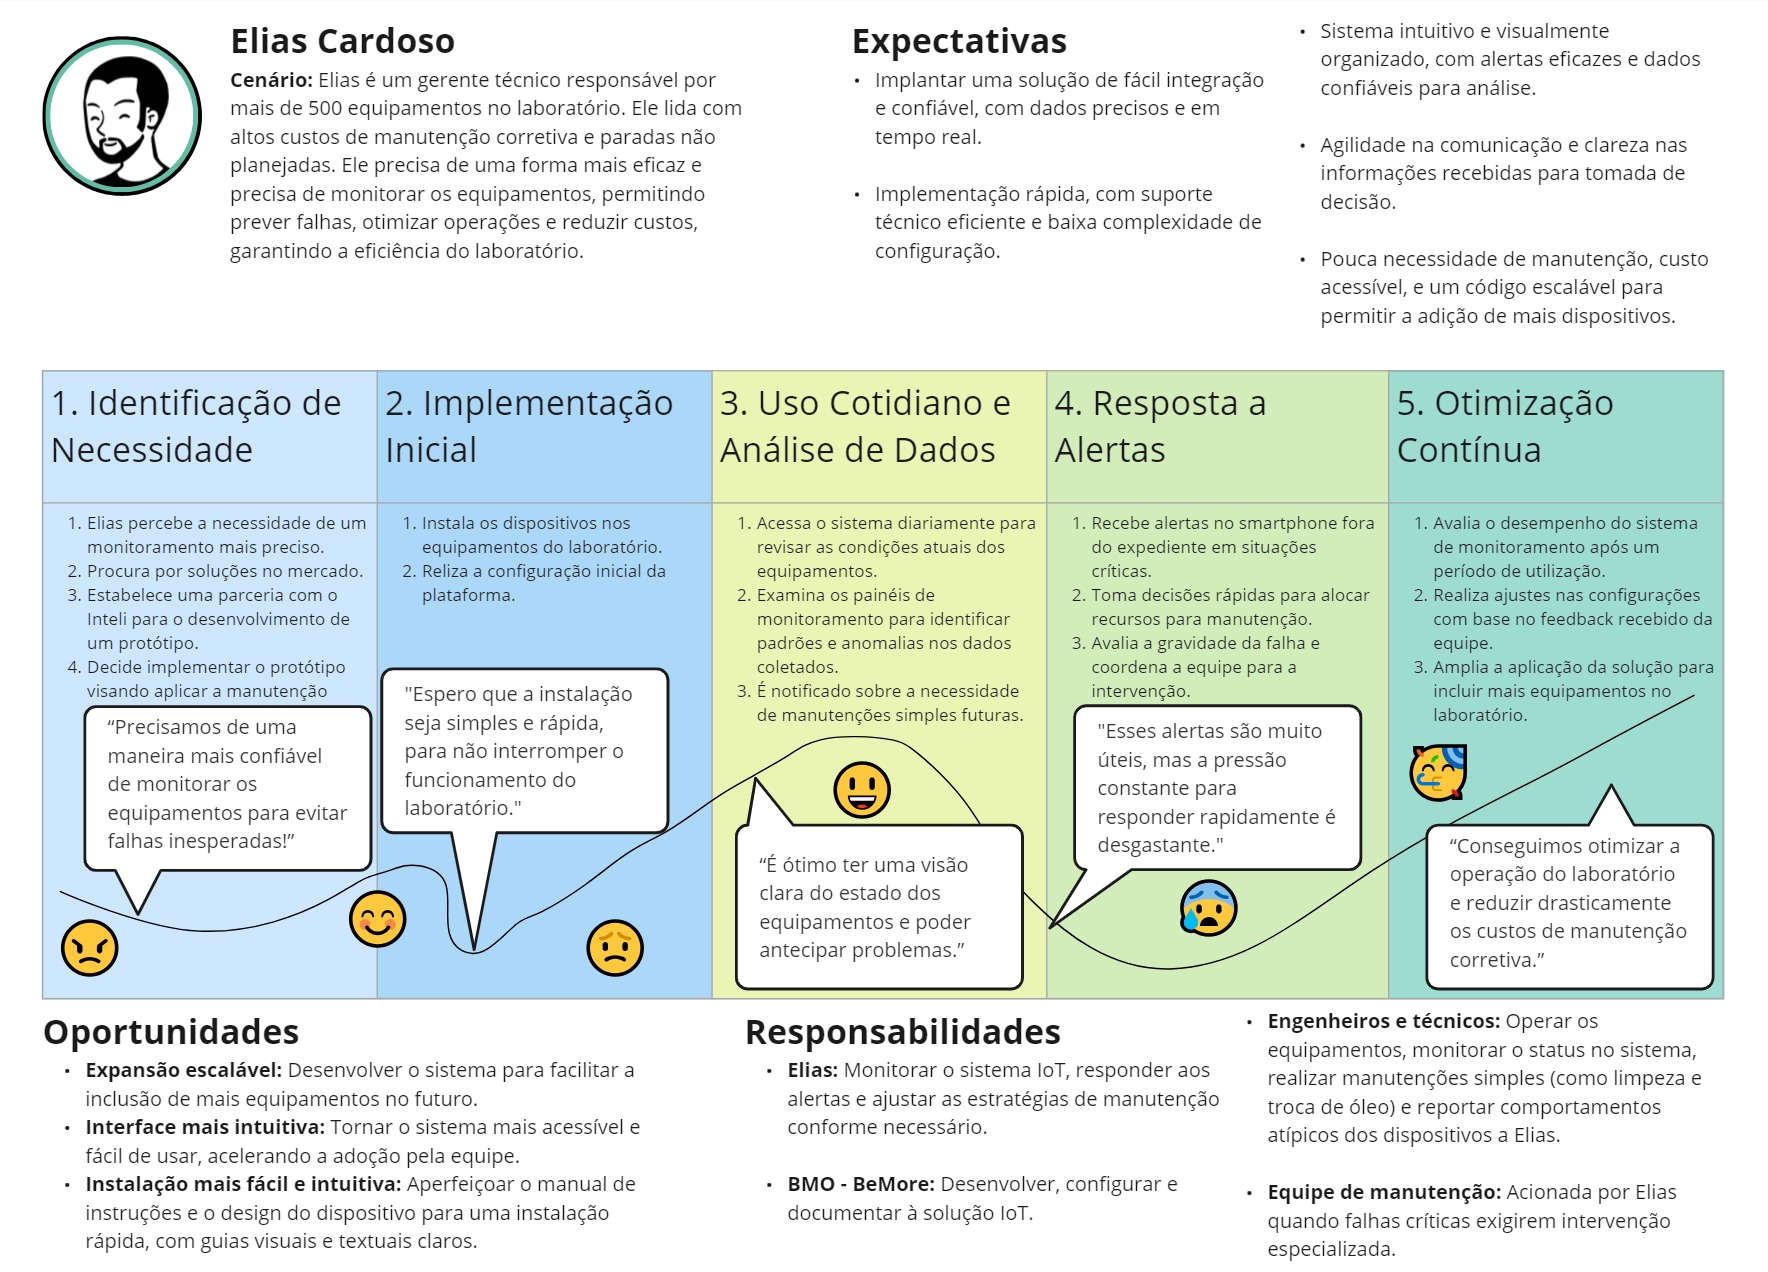 Elias Cardoso
Cenário: Elias é um gerente técnico responsável por
mais de 500 equipamentos no laboratório. Ele lida com
altos custos de manutenção corretiva e paradas não
planejadas. Ele precisa de uma forma mais eficaz e
precisa de monitorar os equipamentos, permitindo
prever falhas, otimizar operações e reduzir custos,
garantindo a eficiência do laboratório.
Expectativas
• Implantar uma solução de fácil integração
e confiável, com dados precisos e em
tempo real.
• Implementação rápida, com suporte
técnico eficiente e baixa complexidade de
configuração.
• Sistema intuitivo e visualmente
organizado, com alertas eficazes e dados
confiáveis para análise.
• Agilidade na comunicação e clareza nas
informações recebidas para tomada de
decisão.
• Pouca necessidade de manutenção, custo
acessível, e um código escalável para
permitir a adição de mais dispositivos.
1. Identificação de
Necessidade
1. Elias percebe a necessidade de um
monitoramento mais preciso.
2. Procura por soluções no mercado.
3. Estabelece uma parceria com o
Inteli para o desenvolvimento de
um protótipo.
4. Decide implementar o protótipo
visando aplicar a manutenção
“Precisamos de uma
maneira mais confiável
de monitorar os
equipamentos para evitar
falhas inesperadas!”
2. Implementação
Inicial
1. Instala os dispositivos nos
equipamentos do laboratório.
2. Reliza a configuração inicial da
plataforma.
"Espero que a instalação
seja simples e rápida,
para não interromper o
funcionamento do
laboratório."
3. Uso Cotidiano e
Análise de Dados
1. Acessa o sistema diariamente para
revisar as condições atuais dos
equipamentos.
2. Examina os painéis de
monitoramento para identificar
padrões e anomalias nos dados
coletados.
3. É notificado sobre a necessidade
de manutenções simples futuras.
“É ótimo ter uma visão
clara do estado dos
equipamentos e poder
antecipar problemas.”
4. Resposta a
Alertas
1. Recebe alertas no smartphone fora
do expediente em situações
críticas.
2. Toma decisões rápidas para alocar
recursos para manutenção.
3. Avalia a gravidade da falha e
coordena a equipe para a
intervenção.
"Esses alertas são muito
úteis, mas a pressão
constante para
responder rapidamente é
desgastante."
5. Otimização
Contínua
1. Avalia o desempenho do sistema
de monitoramento após um
período de utilização.
2. Realiza ajustes nas configurações
com base no feedback recebido da
equipe.
3. Amplia a aplicação da solução para
incluir mais equipamentos no
laboratório.
“Conseguimos otimizar a
operação do laboratório
e reduzir drasticamente
os custos de manutenção
corretiva.”
Oportunidades
• Expansão escalável: Desenvolver o sistema para facilitar a
inclusão de mais equipamentos no futuro.
• Interface mais intuitiva: Tornar o sistema mais acessível e
fácil de usar, acelerando a adoção pela equipe.
• Instalação mais fácil e intuitiva: Aperfeiçoar o manual de
instruções e o design do dispositivo para uma instalação
rápida, com guias visuais e textuais claros.
Responsabilidades
• Elias: Monitorar o sistema IoT, responder aos
alertas e ajustar as estratégias de manutenção
conforme necessário.
• BMO - BeMore: Desenvolver, configurar e
documentar à solução IoT.
• Engenheiros e técnicos: Operar os
equipamentos, monitorar o status no sistema,
realizar manutenções simples (como limpeza e
troca de óleo) e reportar comportamentos
atípicos dos dispositivos a Elias.
• Equipe de manutenção: Acionada por Elias
quando falhas críticas exigirem intervenção
especializada.